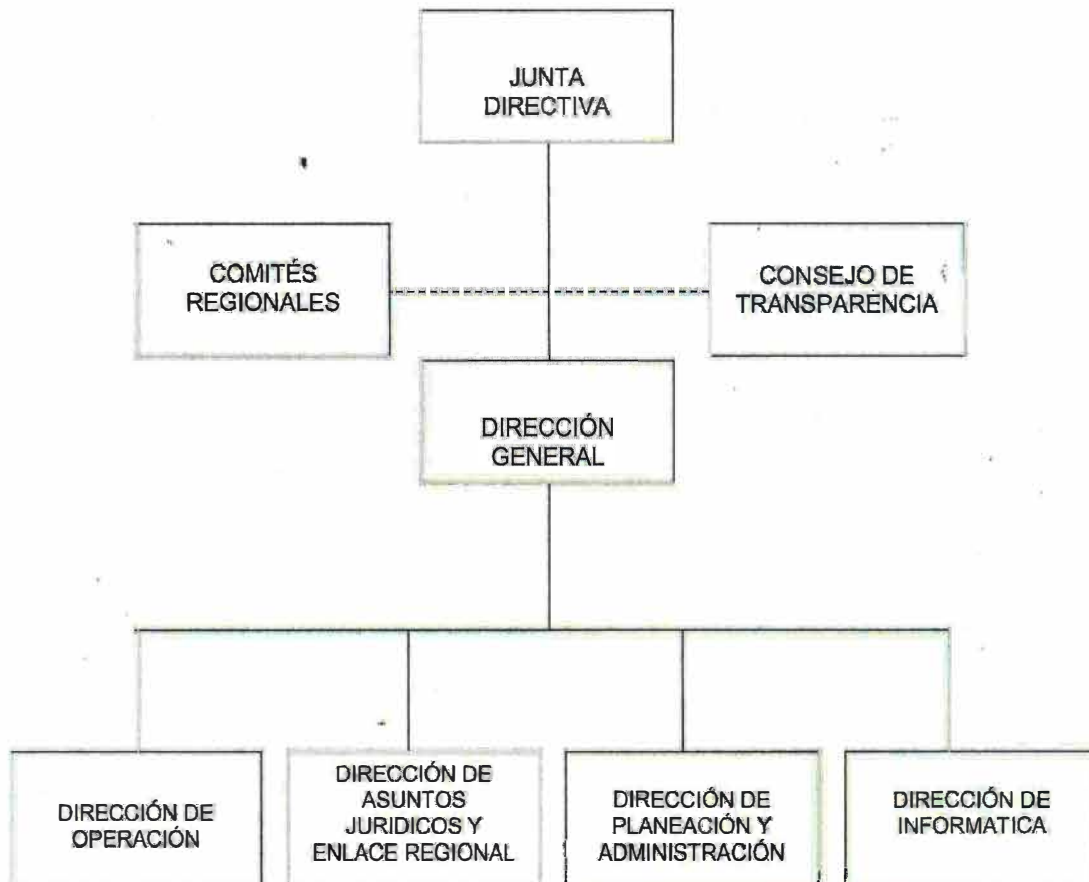 JUNTA
DIRECTIVA
COMITÉS
REGIONALES
CONSEJO DE
TRANSPARENCIA
DIRECCIÓN
GENERAL
DIRECCIÓN DE
OPERACIÓN
DIRECCIÓN DE
ASUNTOS
JURIDICOS Y
ENLACE REGIONAL
DIRECCIÓN DE
PLANEACIÓN Y
ADMINISTRACIÓN
DIRECCIÓN DE
INFORMATICA